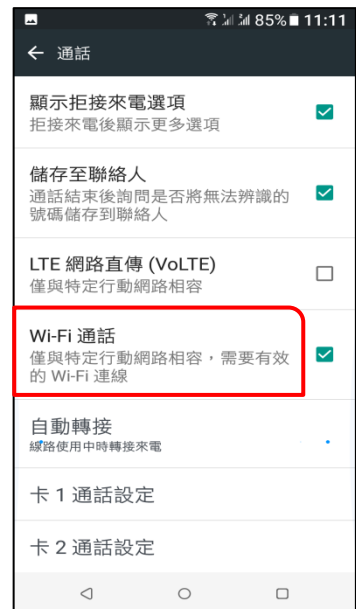 85% 11:11
通話
顯示拒接來電選項
拒接來電後顯示更多選項
儲存至聯絡人
通話結束後詢問是否將無法辨識的
號碼儲存到聯絡人
LTE 網路直傳 (VoLTE)
僅與特定行動網路相容
Wi-Fi 通話
僅與特定行動網路相容，需要有效
的 Wi-Fi 連線
自動轉接
線路使用中時轉接來電
卡 1 通話設定
卡 2 通話設定